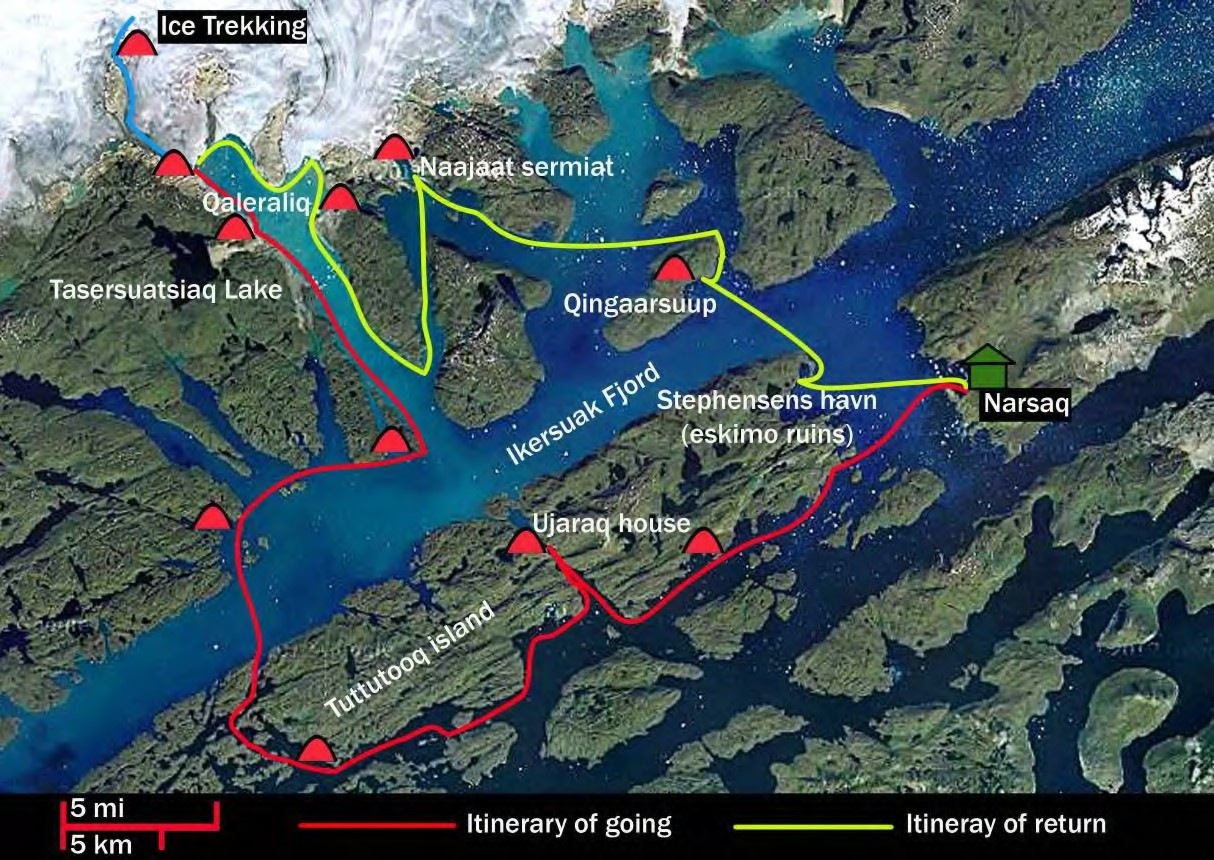 Ice Trekking
Naajaat sermiat
Qaleraliq
Tasersuatsiaq Lake
Qingaarsuup
Ikersuak Fjord
Stephensens havn
(eskimo ruins)
Narsaq
Ujaraq house
Tuttutooq island
5 mi
5 km
Itinerary of going
Itineray of return